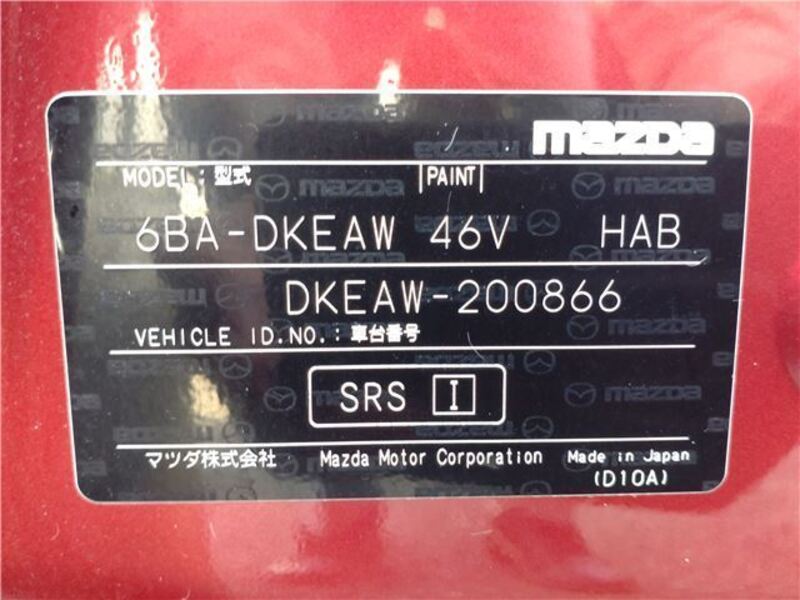 mazda
MODEL: 型式 PAINT
6BA-DKEAW 46V HAB
DKEAW-200866
VEHICLE ID.NO.: 車台番号
SRS I
マツダ株式会社 Mazda Motor Corporation Made in Japan
(D10A)